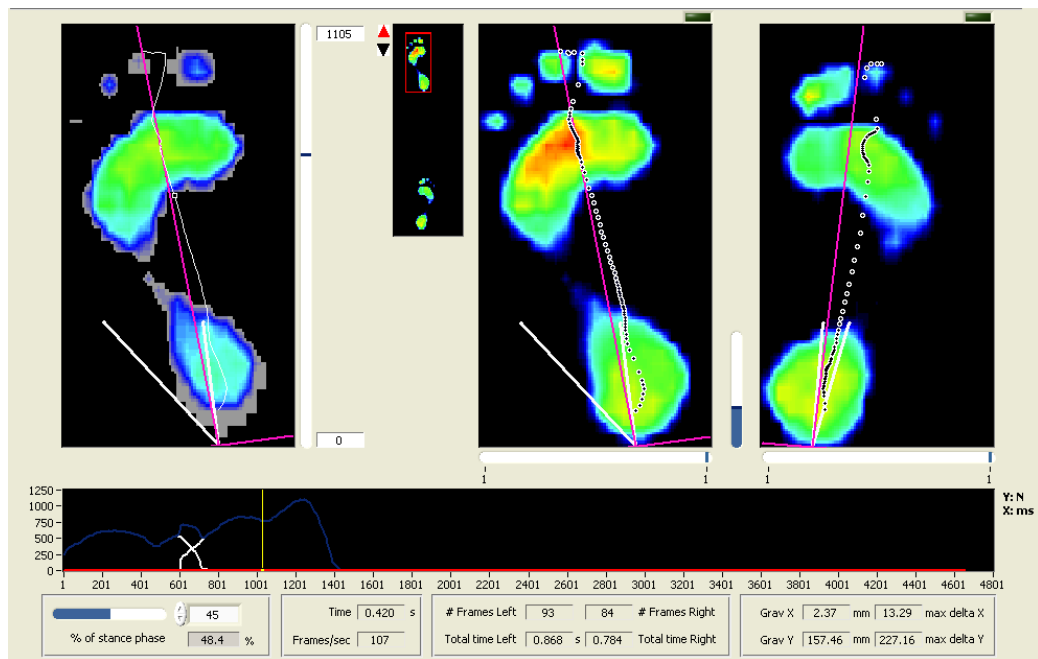 1105
0
1 1 1 1
1250
1000
750
500
250
0
Y: N
X: ms
1 201 401 601 801 1001 1201 1401 1601 1801 2001 2201 2401 2601 2801 3001 3201 3401 3601 3801 4001 4201 4401 4601 4801
45 Time 0.420 s # Frames Left 93 84 # Frames Right Grav X 2.37 mm 13.29 max delta X
% of stance phase 48.4 % Frames/sec 107 Total time Left 0.868 s 0.784 Total time Right Grav Y 157.46 mm 227.16 max delta Y